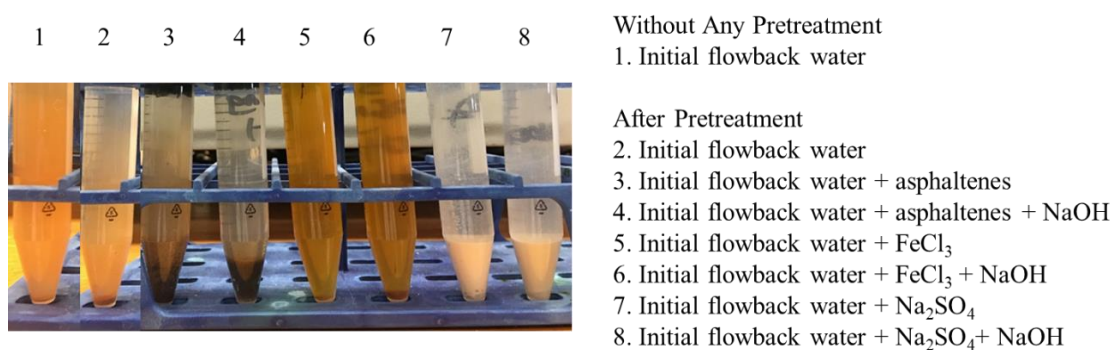 1 2 3 4 5 6 7 8
Without Any Pretreatment
1. Initial flowback water
After Pretreatment
2. Initial flowback water
3. Initial flowback water + asphaltenes
4. Initial flowback water + asphaltenes + NaOH
5. Initial flowback water + FeCl₃
6. Initial flowback water + FeCl₃ + NaOH
7. Initial flowback water + Na₂SO₄
8. Initial flowback water + Na₂SO₄+ NaOH